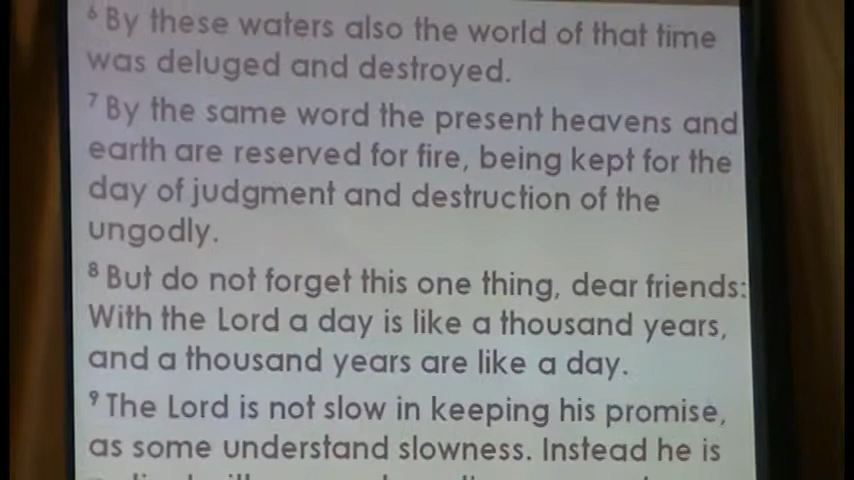 6 By these waters also the world of that time
was deluged and destroyed.
7 By the same word the present heavens and
earth are reserved for fire, being kept for the
day of judgment and destruction of the
ungodly.
8 But do not forget this one thing, dear friends:
With the Lord a day is like a thousand years,
and a thousand years are like a day.
9 The Lord is not slow in keeping his promise,
as some understand slowness. Instead he is